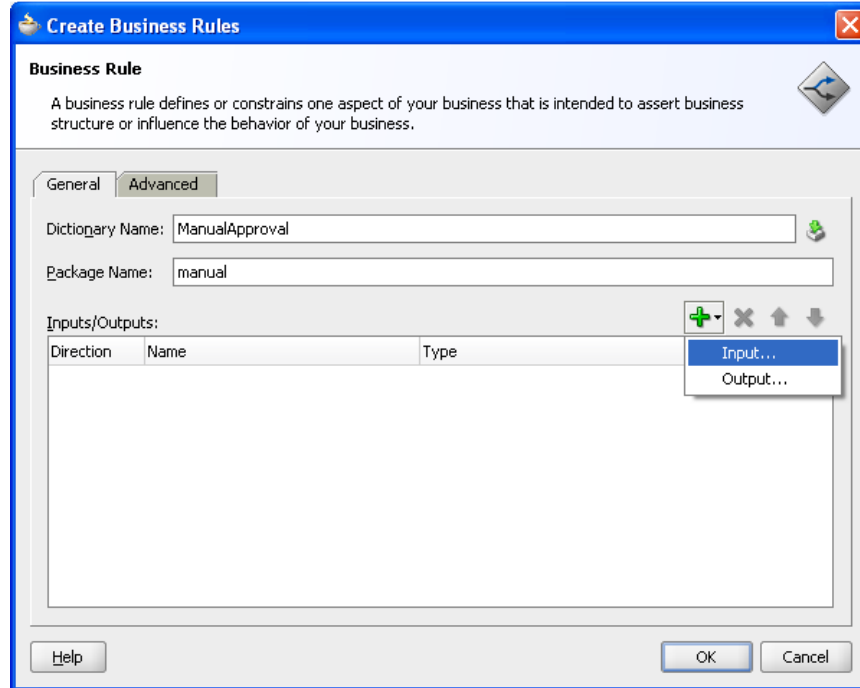 Create Business Rules
Business Rule
A business rule defines or constrains one aspect of your business that is intended to assert business
structure or influence the behavior of your business.
General Advanced
Dictionary Name: ManualApproval
Package Name: manual
Inputs/Outputs:
Direction Name Type
Input...
Output...
Help OK Cancel